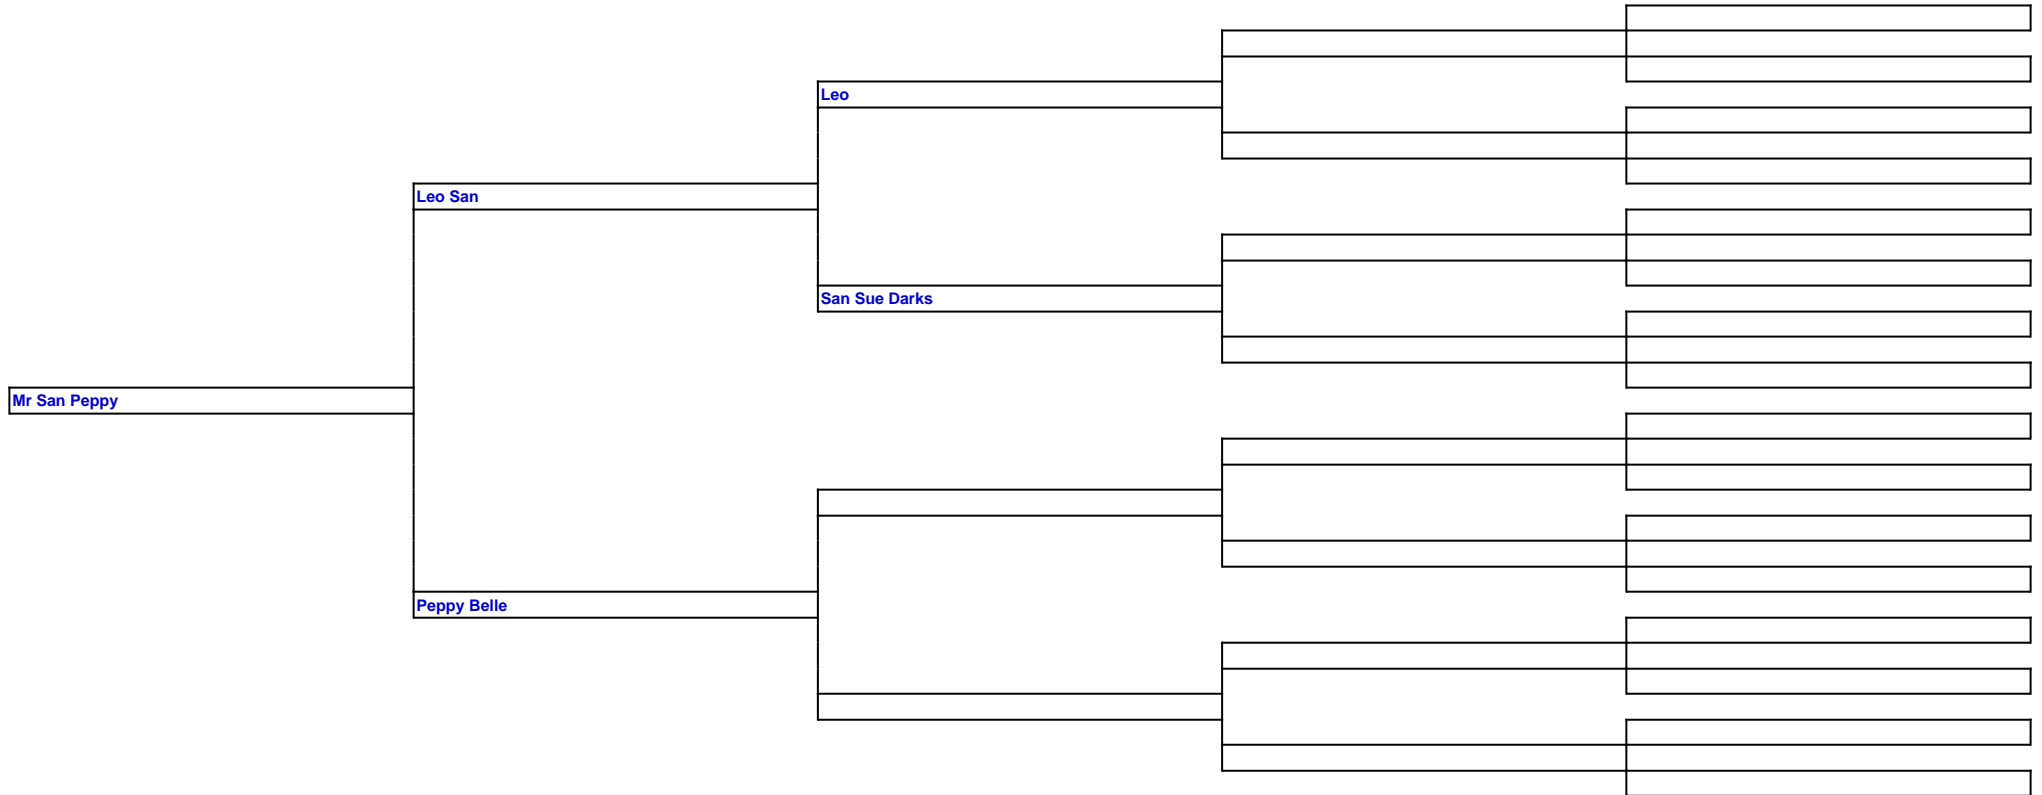 Leo
Leo San
San Sue Darks
Mr San Peppy
Peppy Belle